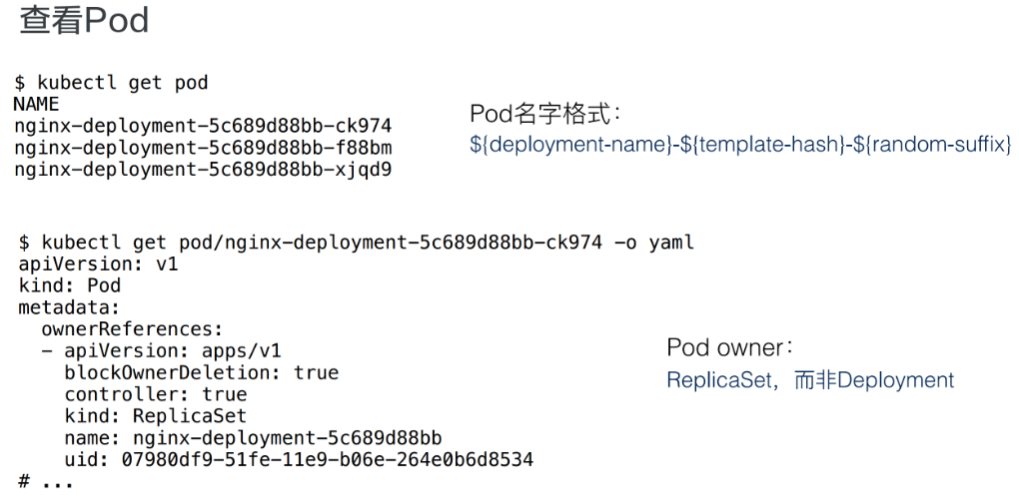 查看Pod
$ kubectl get pod
NAME
nginx-deployment-5c689d88bb-ck974
nginx-deployment-5c689d88bb-f88bm
nginx-deployment-5c689d88bb-xjqd9
Pod名字格式：
${deployment-name}-${template-hash}-${random-suffix}
$ kubectl get pod/nginx-deployment-5c689d88bb-ck974 -o yaml
apiVersion: v1
kind: Pod
metadata:
  ownerReferences:
  - apiVersion: apps/v1
    blockOwnerDeletion: true
    controller: true
    kind: ReplicaSet
    name: nginx-deployment-5c689d88bb
    uid: 07980df9-51fe-11e9-b06e-264e0b6d8534
# ...
Pod owner：
ReplicaSet，而非Deployment